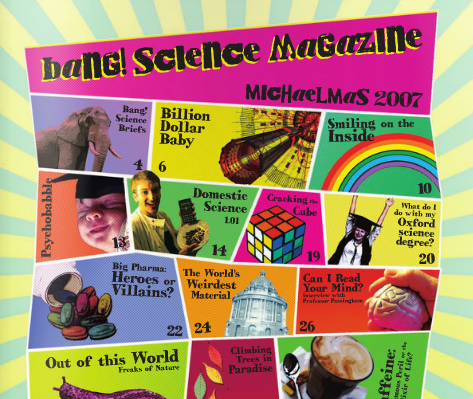 bang! Science Magazine
Michaelmas 2007
Bang!
Science
Briefs
4
Billion
Dollar
Baby
6
Smiling on the
Inside
10
Psychobabble
13
Domestic
Science
1.01
14
Cracking the
Cube
19
What do I
do with my
Oxford
science
degree?
20
Big Pharma:
Heroes or
Villains?
22
The World's
Weirdest
Material
24
Can I Read
Your Mind?
interview with
Professor Passingham
26
Out of this World
Freaks of Nature
Climbing
Trees in
Paradise